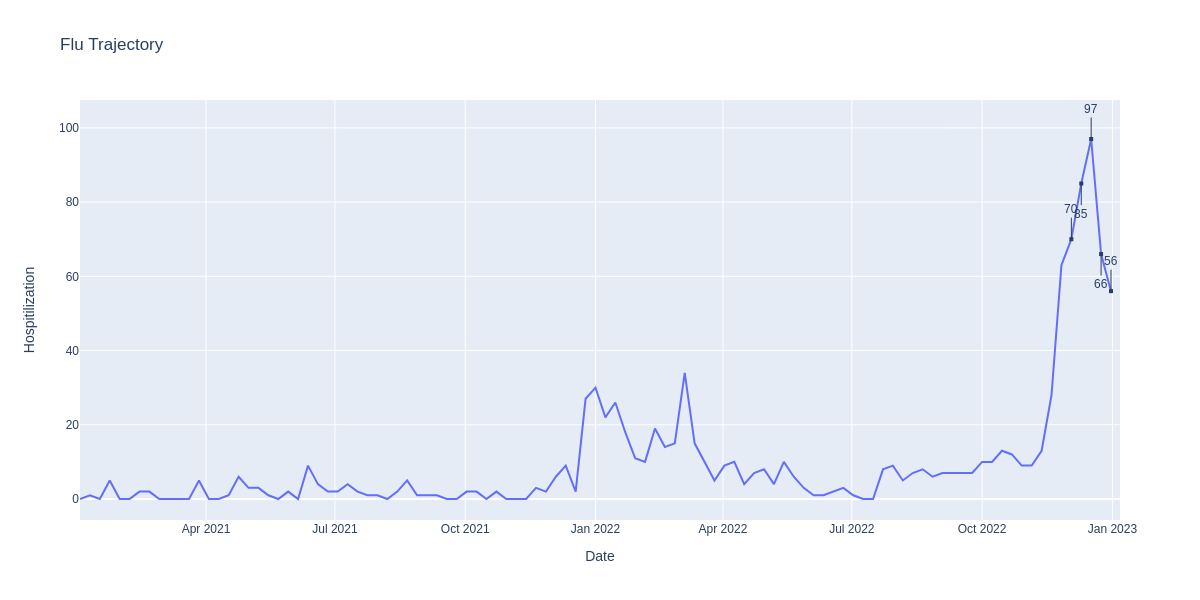 Flu Trajectory
97
100
80
70
85
60
56
66
40
20
0
Hospitilization
Apr 2021
Jul 2021
Oct 2021
Jan 2022
Apr 2022
Jul 2022
Oct 2022
Jan 2023
Date